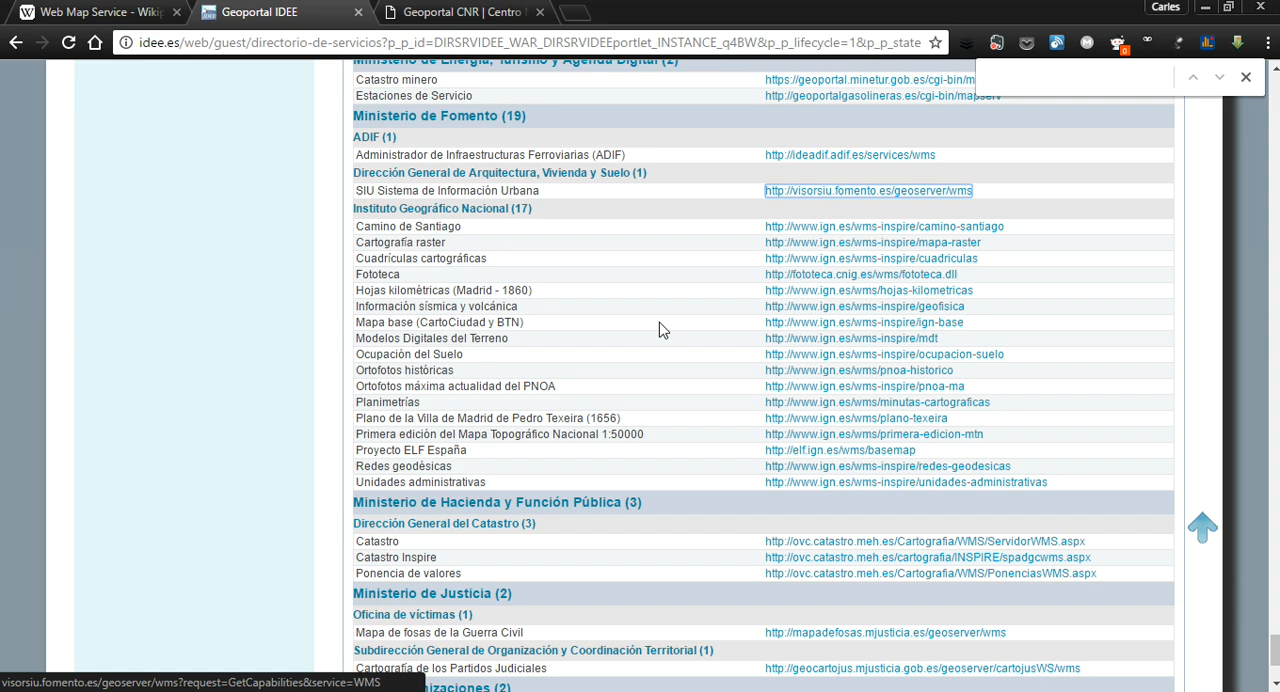 Web Map Service - Wikip
Geoportal IDEE
Geoportal CNR | Centro N
Carles
idee.es/web/guest/directorio-de-servicios?p_p_id=DIRSRVIDEE_WAR_DIRSRVIDEEportlet_INSTANCE_q4BW&p_p_lifecycle=1&p_p_state
Ministerio de Energía, Turismo y Agenda Digital (2)
Catastro minero https://geoportal.minetur.gob.es/cgi-bin/m
Estaciones de Servicio http://geoportalgasolineras.es/cgi-bin/mapserv
Ministerio de Fomento (19)
ADIF (1)
Administrador de Infraestructuras Ferroviarias (ADIF) http://ideadif.adif.es/services/wms
Dirección General de Arquitectura, Vivienda y Suelo (1)
SIU Sistema de Información Urbana http://visorsiu.fomento.es/geoserver/wms
Instituto Geográfico Nacional (17)
Camino de Santiago http://www.ign.es/wms-inspire/camino-santiago
Cartografía raster http://www.ign.es/wms-inspire/mapa-raster
Cuadrículas cartográficas http://www.ign.es/wms-inspire/cuadriculas
Fototeca http://fototeca.cnig.es/wms/fototeca.dll
Hojas kilométricas (Madrid - 1860) http://www.ign.es/wms/hojas-kilometricas
Información sísmica y volcánica http://www.ign.es/wms-inspire/geofisica
Mapa base (CartoCiudad y BTN) http://www.ign.es/wms-inspire/ign-base
Modelos Digitales del Terreno http://www.ign.es/wms-inspire/mdt
Ocupación del Suelo http://www.ign.es/wms-inspire/ocupacion-suelo
Ortofotos históricas http://www.ign.es/wms/pnoa-historico
Ortofotos máxima actualidad del PNOA http://www.ign.es/wms-inspire/pnoa-ma
Planimetrías http://www.ign.es/wms/minutas-cartograficas
Plano de la Villa de Madrid de Pedro Texeira (1656) http://www.ign.es/wms/plano-texeira
Primera edición del Mapa Topográfico Nacional 1:50000 http://www.ign.es/wms/primera-edicion-mtn
Proyecto ELF España http://elf.ign.es/wms/basemap
Redes geodésicas http://www.ign.es/wms-inspire/redes-geodesicas
Unidades administrativas http://www.ign.es/wms-inspire/unidades-administrativas
Ministerio de Hacienda y Función Pública (3)
Dirección General del Catastro (3)
Catastro http://ovc.catastro.meh.es/Cartografia/WMS/ServidorWMS.aspx
Catastro Inspire http://ovc.catastro.meh.es/cartografia/INSPIRE/spadgcwms.aspx
Ponencia de valores http://ovc.catastro.meh.es/Cartografia/WMS/PonenciasWMS.aspx
Ministerio de Justicia (2)
Oficina de víctimas (1)
Mapa de fosas de la Guerra Civil http://mapadefosas.mjusticia.es/geoserver/wms
Subdirección General de Organización y Coordinación Territorial (1)
Cartografía de los Partidos Judiciales http://geocartojus.mjusticia.gob.es/geoserver/cartojusWS/wms
nizaciones (2)
visorsiu.fomento.es/geoserver/wms?request=GetCapabilities&service=WMS